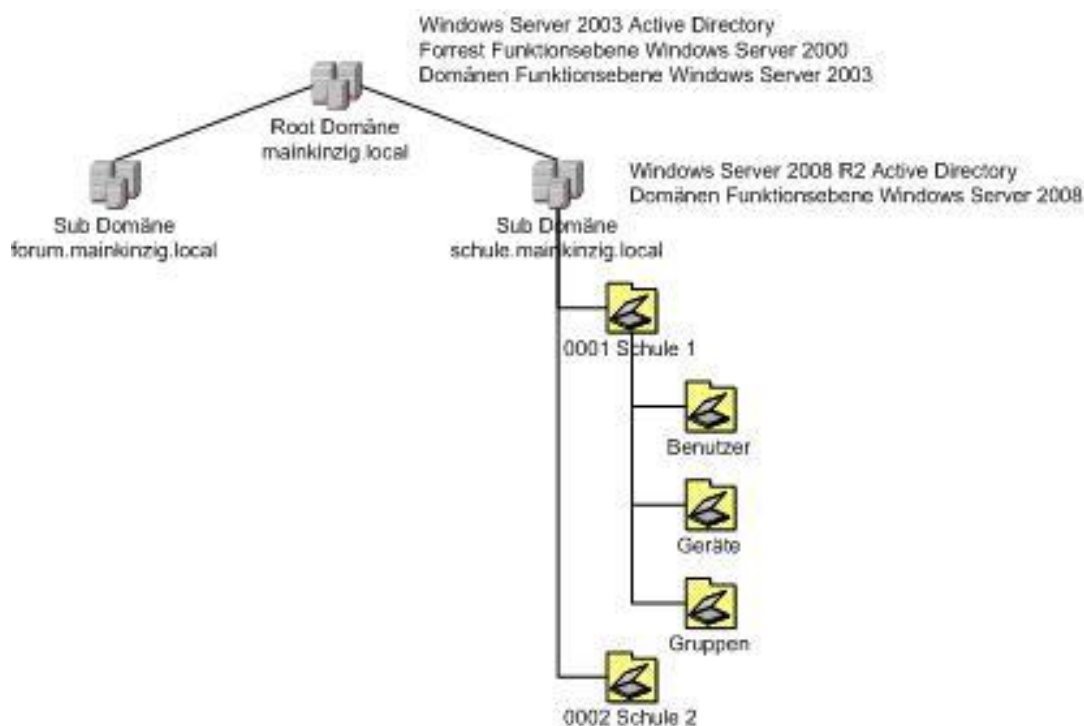 Windows Server 2003 Active Directory
Forrest Funktionsebene Windows Server 2000
Domänen Funktionsebene Windows Server 2003
Root Domäne
mainkinzig.local
Windows Server 2008 R2 Active Directory
Domänen Funktionsebene Windows Server 2008
Sub Domäne
forum.mainkinzig.local
Sub Domäne
schule.mainkinzig.local
0001 Schule 1
Benutzer
Geräte
Gruppen
0002 Schule 2